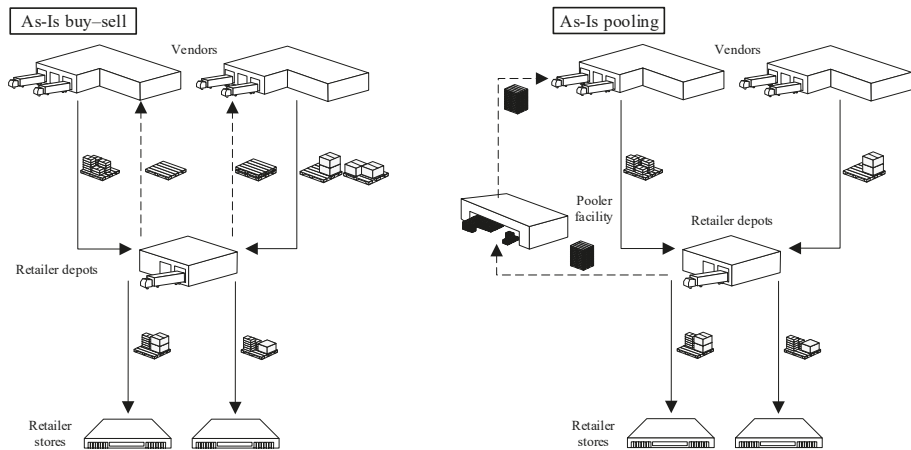 As-Is buy–sell
Vendors
Retailer depots
Retailer
stores
As-Is pooling
Vendors
Pooler
facility
Retailer depots
Retailer
stores